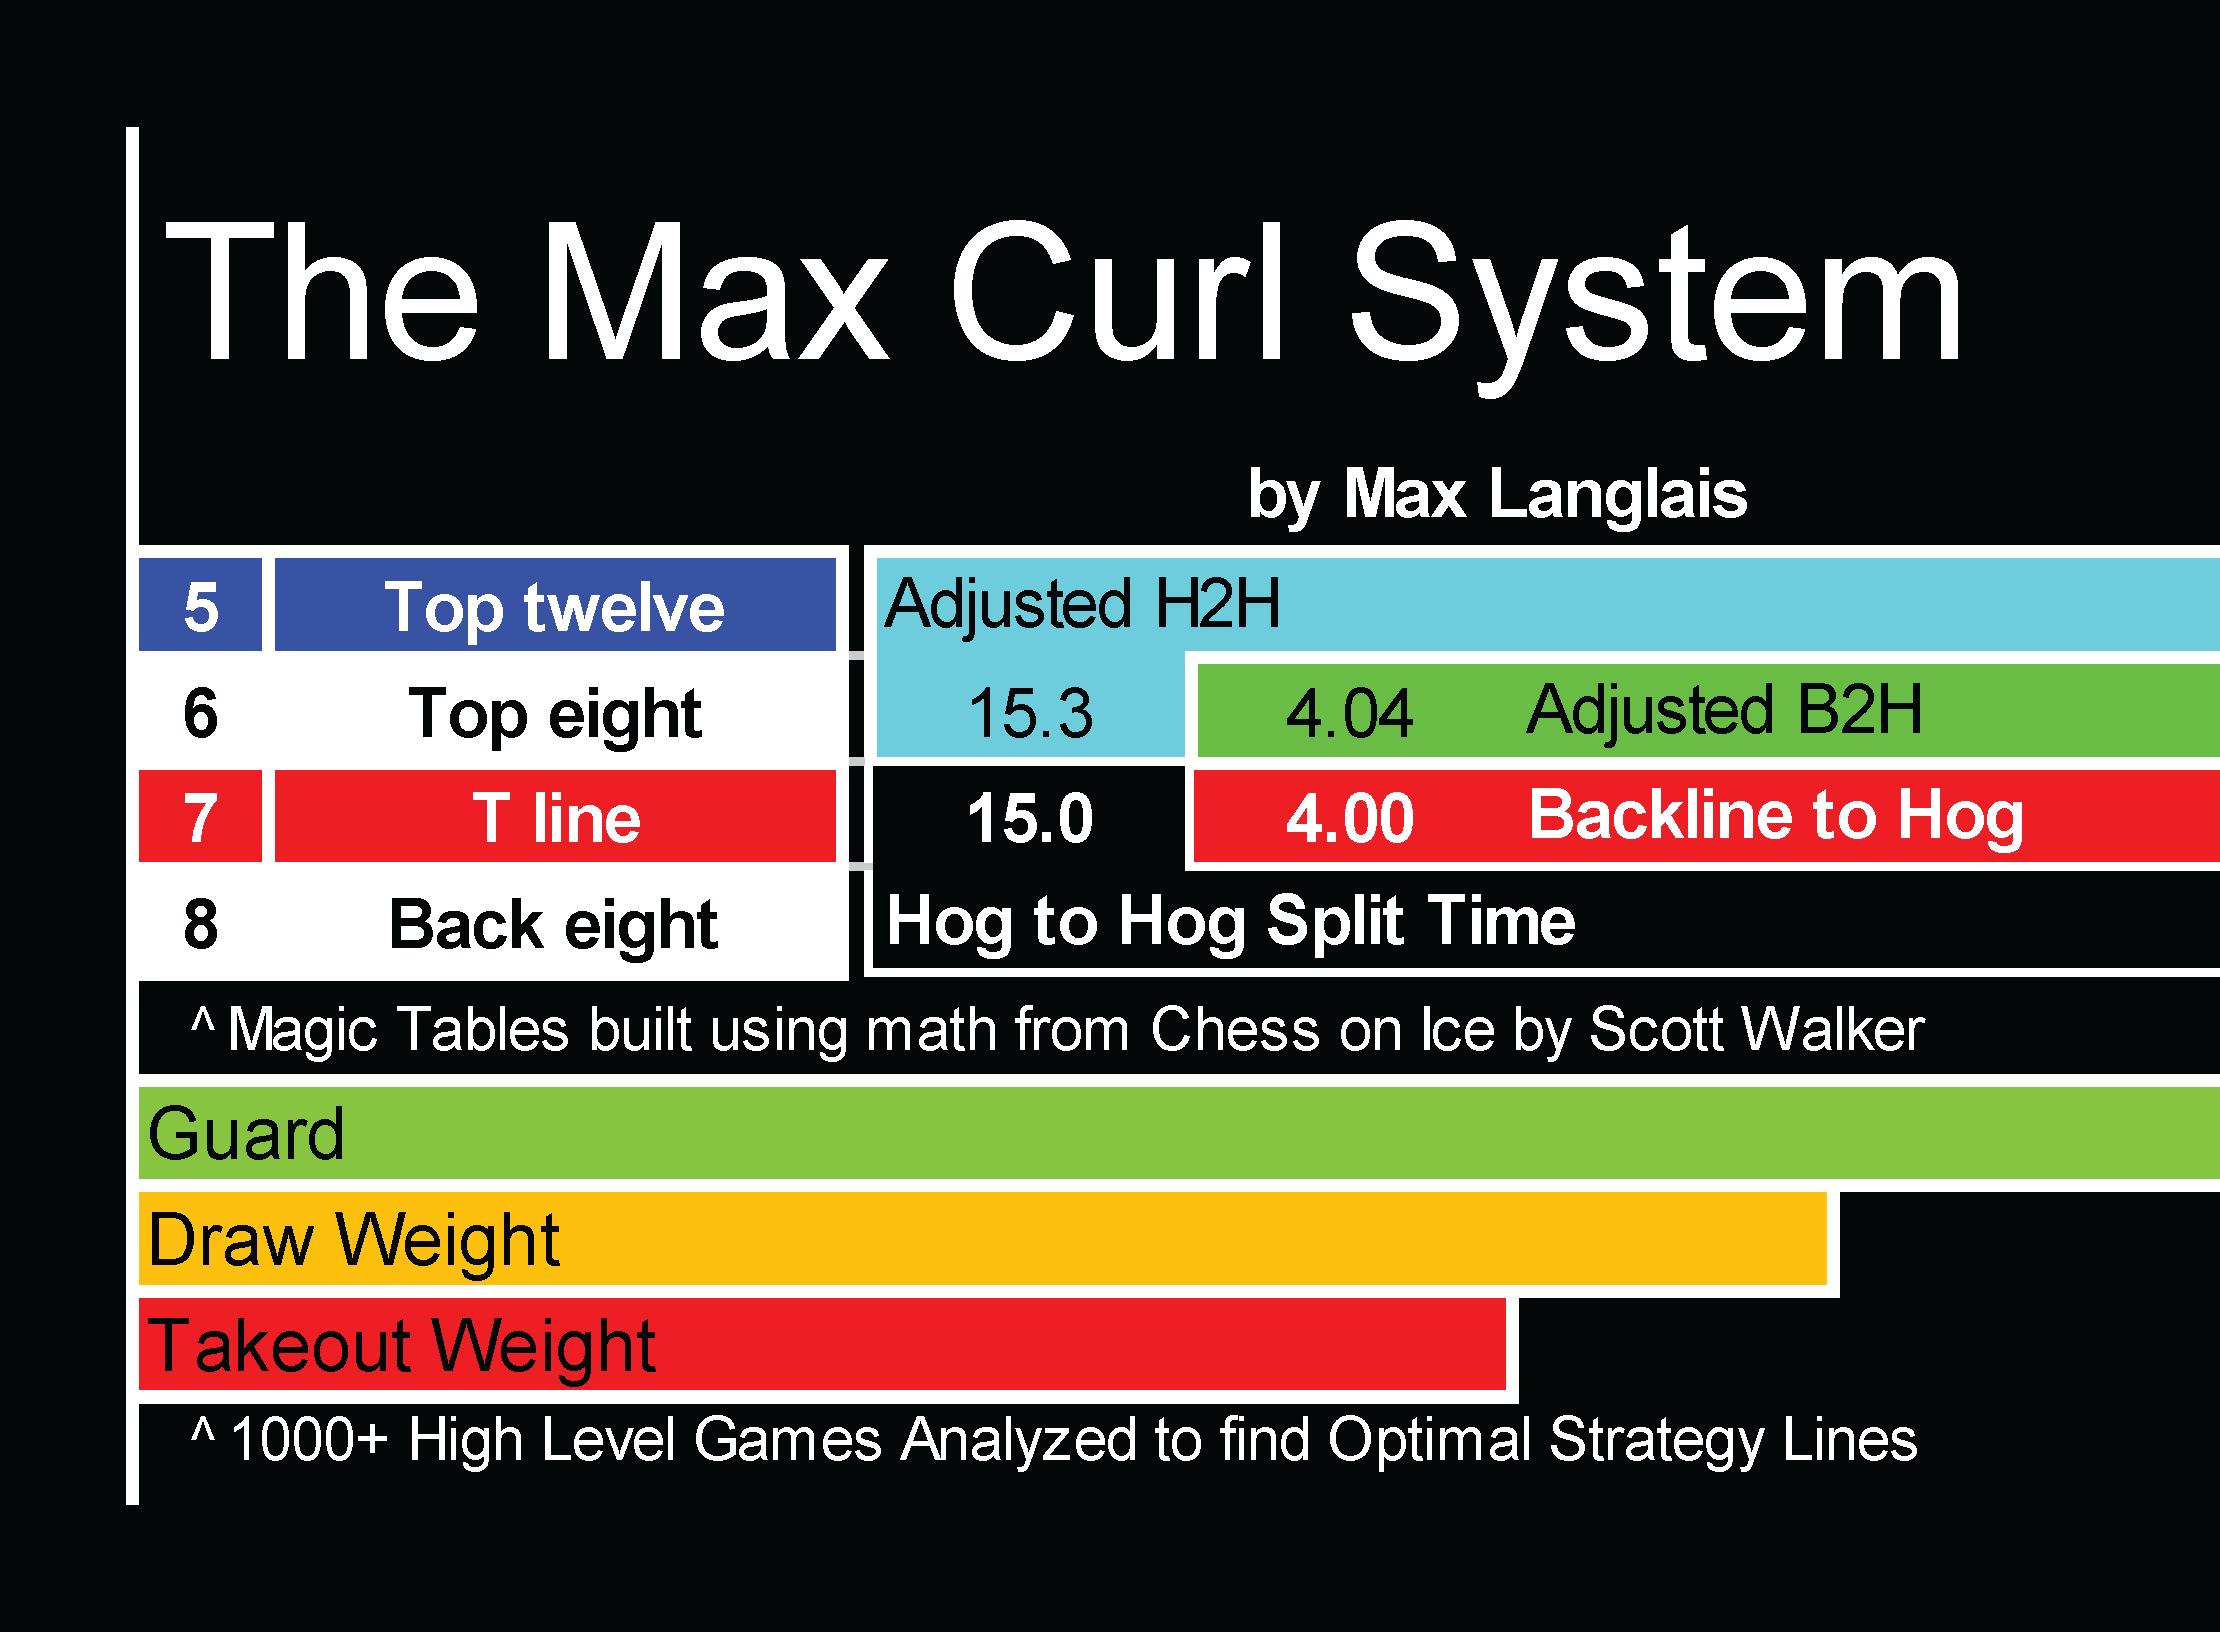 The Max Curl System
by Max Langlais
5 Top twelve Adjusted H2H
6 Top eight 15.3 4.04 Adjusted B2H
7 T line 15.0 4.00 Backline to Hog
8 Back eight Hog to Hog Split Time
^ Magic Tables built using math from Chess on Ice by Scott Walker
Guard
Draw Weight
Takeout Weight
^ 1000+ High Level Games Analyzed to find Optimal Strategy Lines